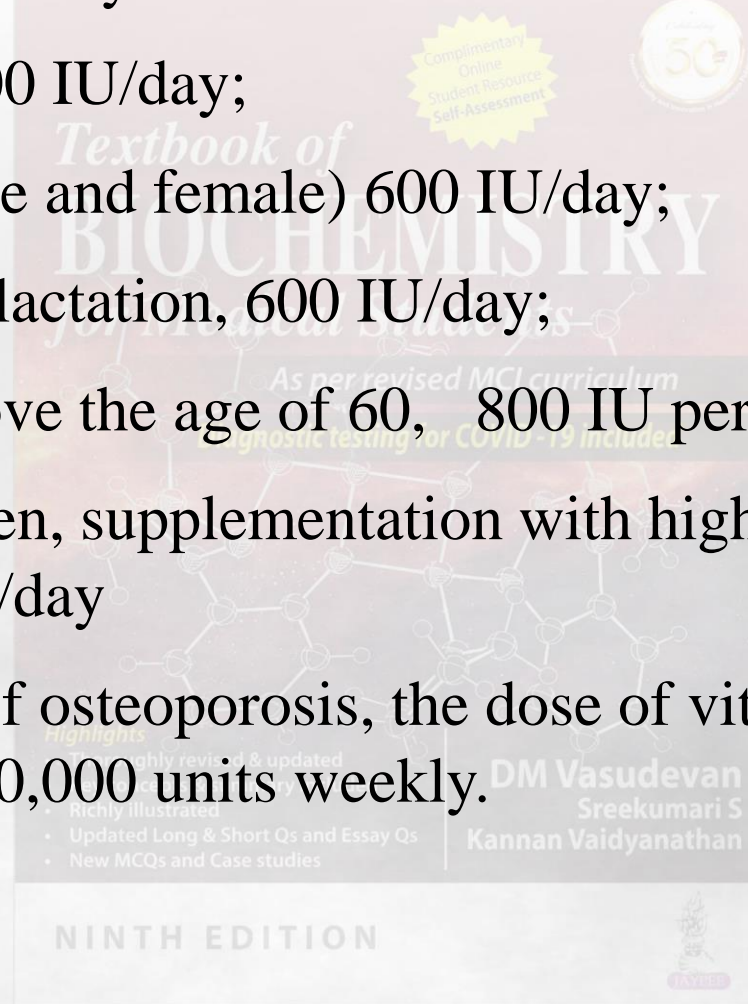 00 IU/day;
e and female) 600 IU/day;
lactation, 600 IU/day;
ve the age of 60, 800 IU per
en, supplementation with high
/day
f osteoporosis, the dose of vit
0,000 units weekly.
Complimentary
Online
Student Resource
Self-Assessment
50
Textbook of
BIOCHEMISTRY
for Medical Students
As per revised MCI curriculum
Diagnostic testing for COVID-19 included
Highlights
• Thoroughly revised & updated
• Richly illustrated
• Updated Long & Short Qs and Essay Qs
• New MCQs and Case studies
DM Vasudevan
Sreekumari S
Kannan Vaidyanathan
NINTH EDITION
JAYPEE